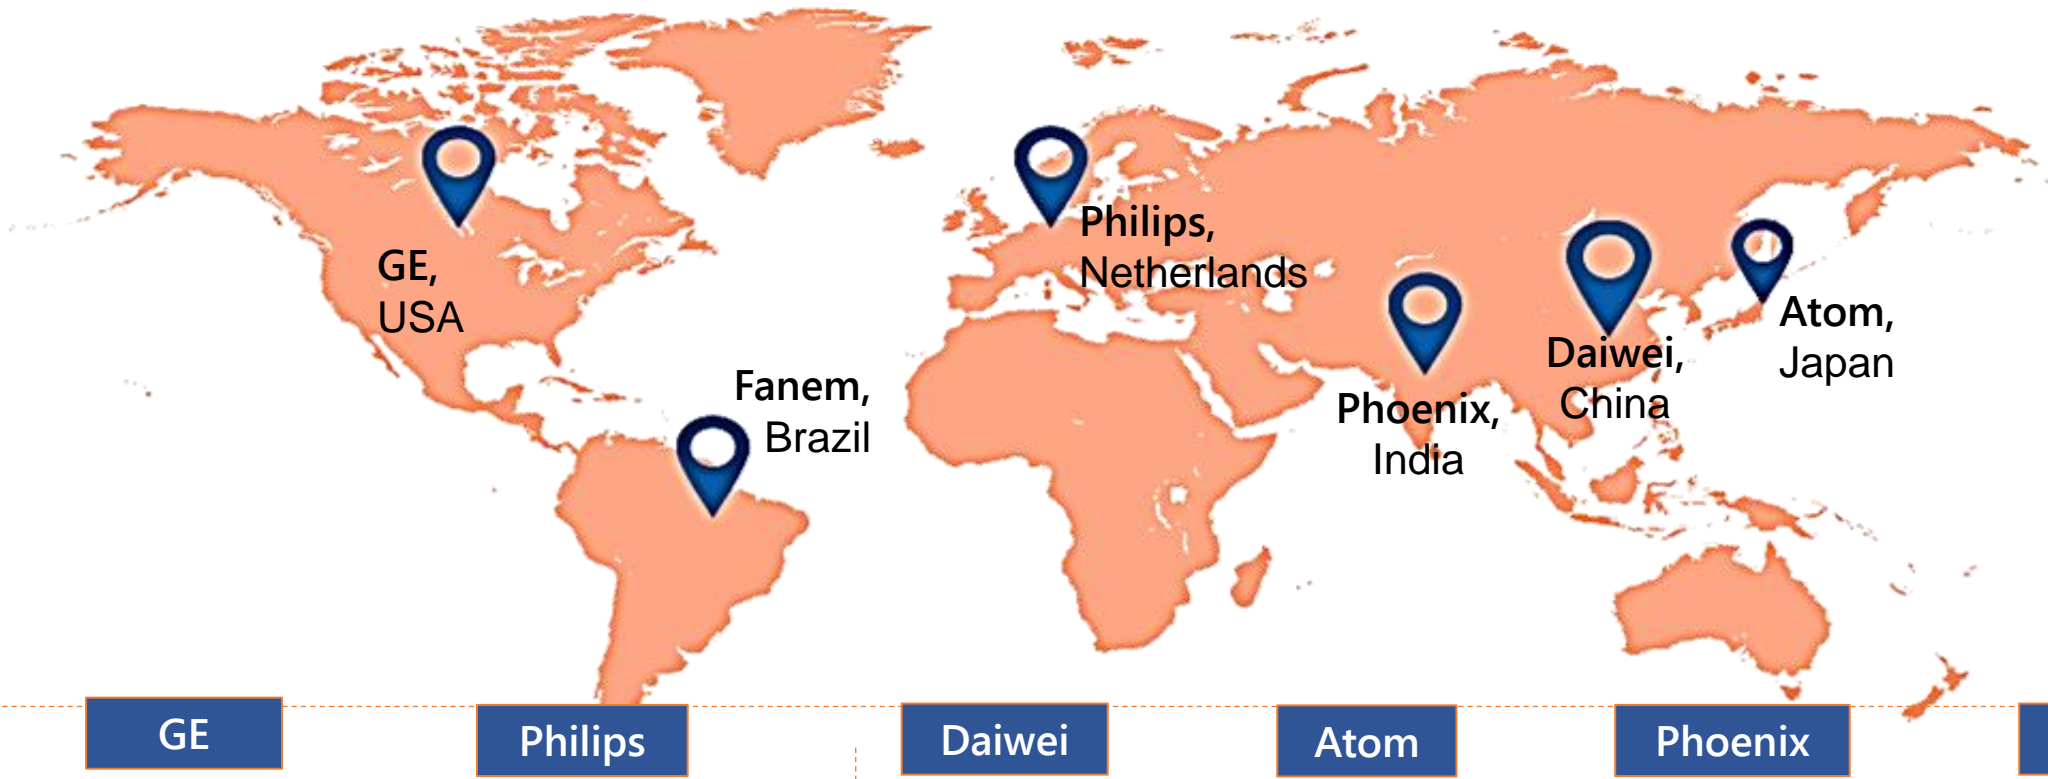 GE,
USA
Philips,
Netherlands
Fanem,
Brazil
Phoenix,
India
Daiwei,
China
Atom,
Japan
GE
Philips
Daiwei
Atom
Phoenix